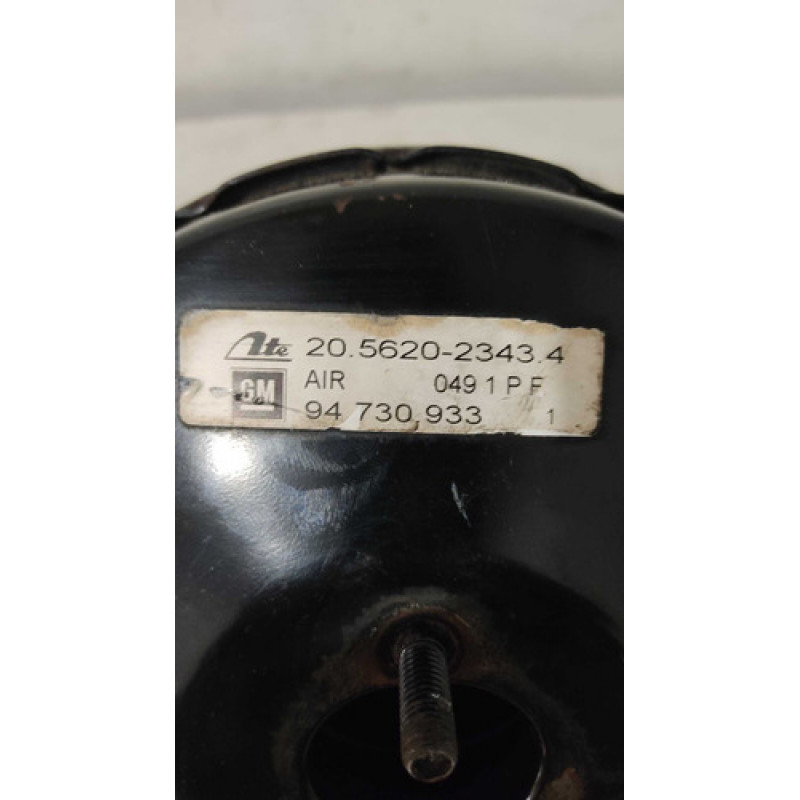 Ate 20.5620-2343.4
GM AIR 049 1 P F
94 730 933 1